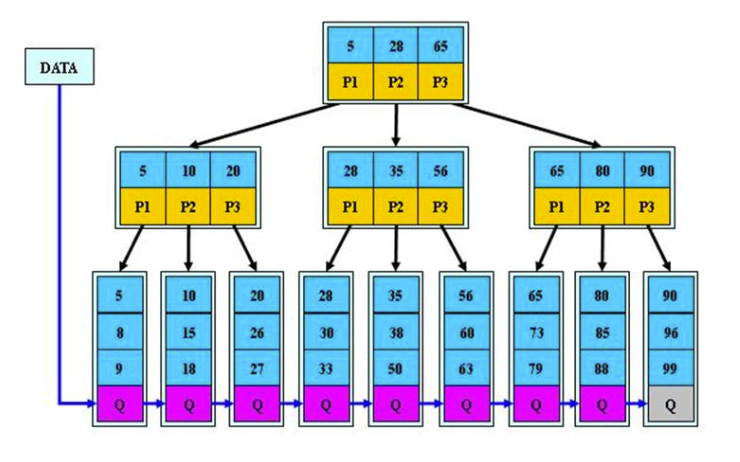 5 28 65
DATA
P1 P2 P3
5 10 20 28 35 56 65 80 90
P1 P2 P3 P1 P2 P3 P1 P2 P3
5 10 20 28 35 56 65 80 90
8 15 26 30 38 60 73 85 96
9 18 27 33 50 63 79 88 99
Q Q Q Q Q Q Q Q Q